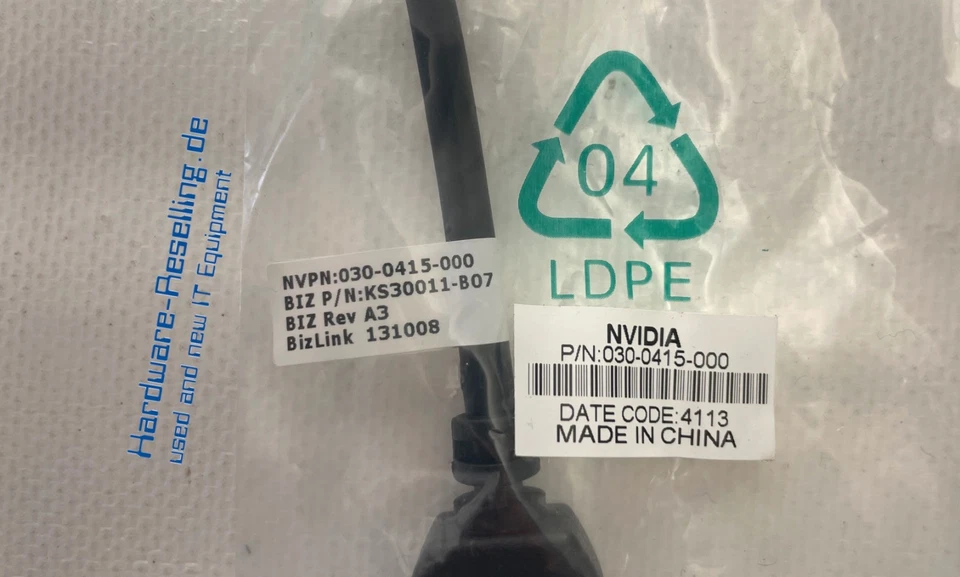 Hardware-Reselling.de
used and new IT Equipment
04
LDPE
NVPN:030-0415-000
BIZ P/N:KS30011-B07
BIZ Rev A3
BizLink 131008
NVIDIA
P/N:030-0415-000
DATE CODE:4113
MADE IN CHINA